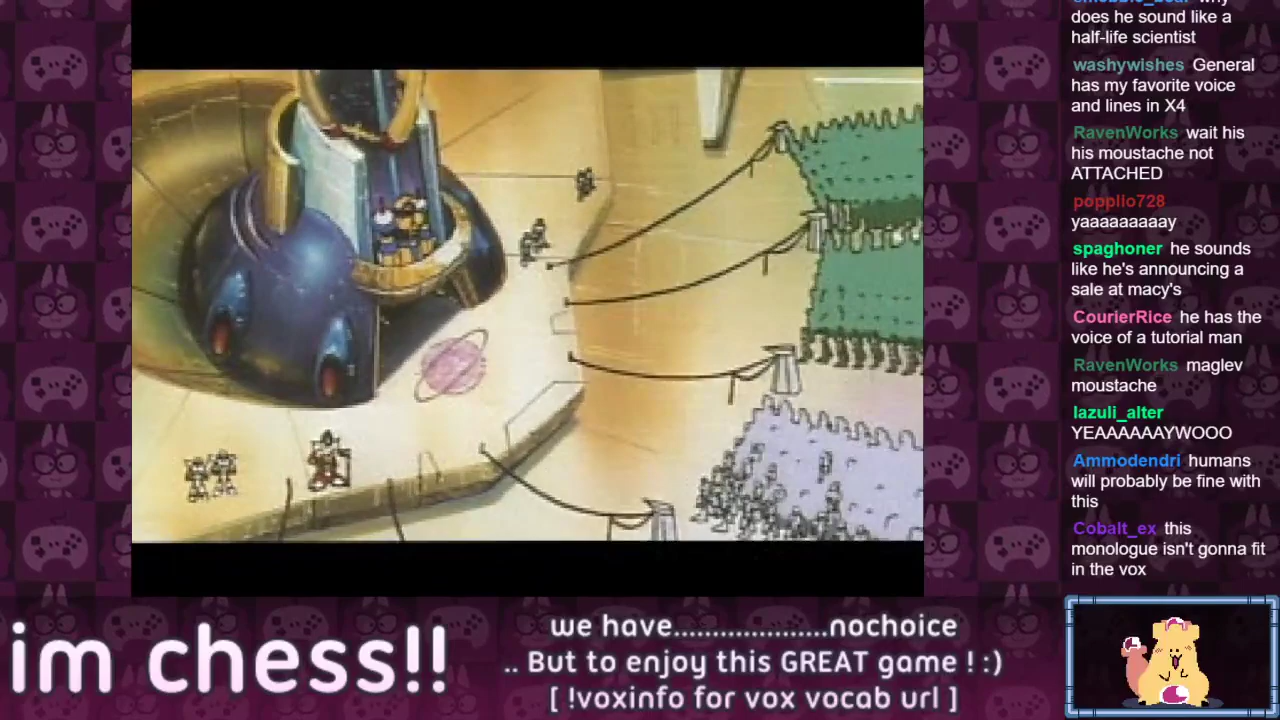 does he sound like a
half-life scientist
washywishes General
has my favorite voice
and lines in X4
RavenWorks wait his
his moustache not
ATTACHED
popplio728
yaaaaaaaay
spaghoner he sounds
like he's announcing a
sale at macy's
CourierRice he has the
voice of a tutorial man
RavenWorks maglev
moustache
lazuli_alter
YEAAAAAAYWOOO
Ammodendri humans
will probably be fine with
this
Cobalt_ex this
monologue isn't gonna fit
in the vox
im chess!!
we have....................nochoice
.. But to enjoy this GREAT game ! :)
[ !voxinfo for vox vocab url ]